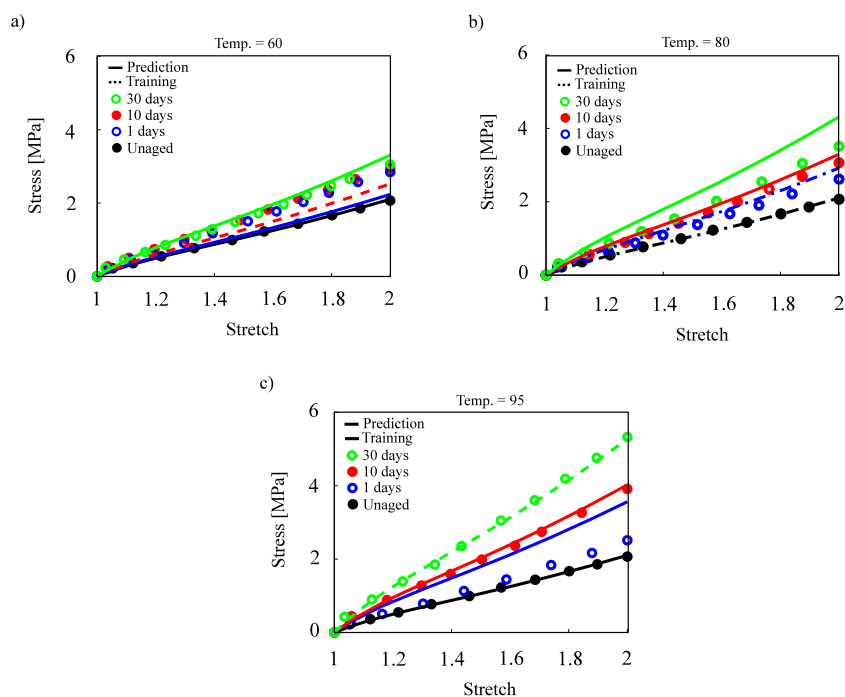 a)
Temp. = 60
6
4
2
0
Stress [MPa]
Prediction
Training
30 days
10 days
1 days
Unaged
1
1.2
1.4
1.6
1.8
2
Stretch
b)
Temp. = 80
6
4
2
0
Stress [MPa]
Prediction
Training
30 days
10 days
1 days
Unaged
1
1.2
1.4
1.6
1.8
2
Stretch
c)
Temp. = 95
6
4
2
0
Stress [MPa]
Prediction
Training
30 days
10 days
1 days
Unaged
1
1.2
1.4
1.6
1.8
2
Stretch